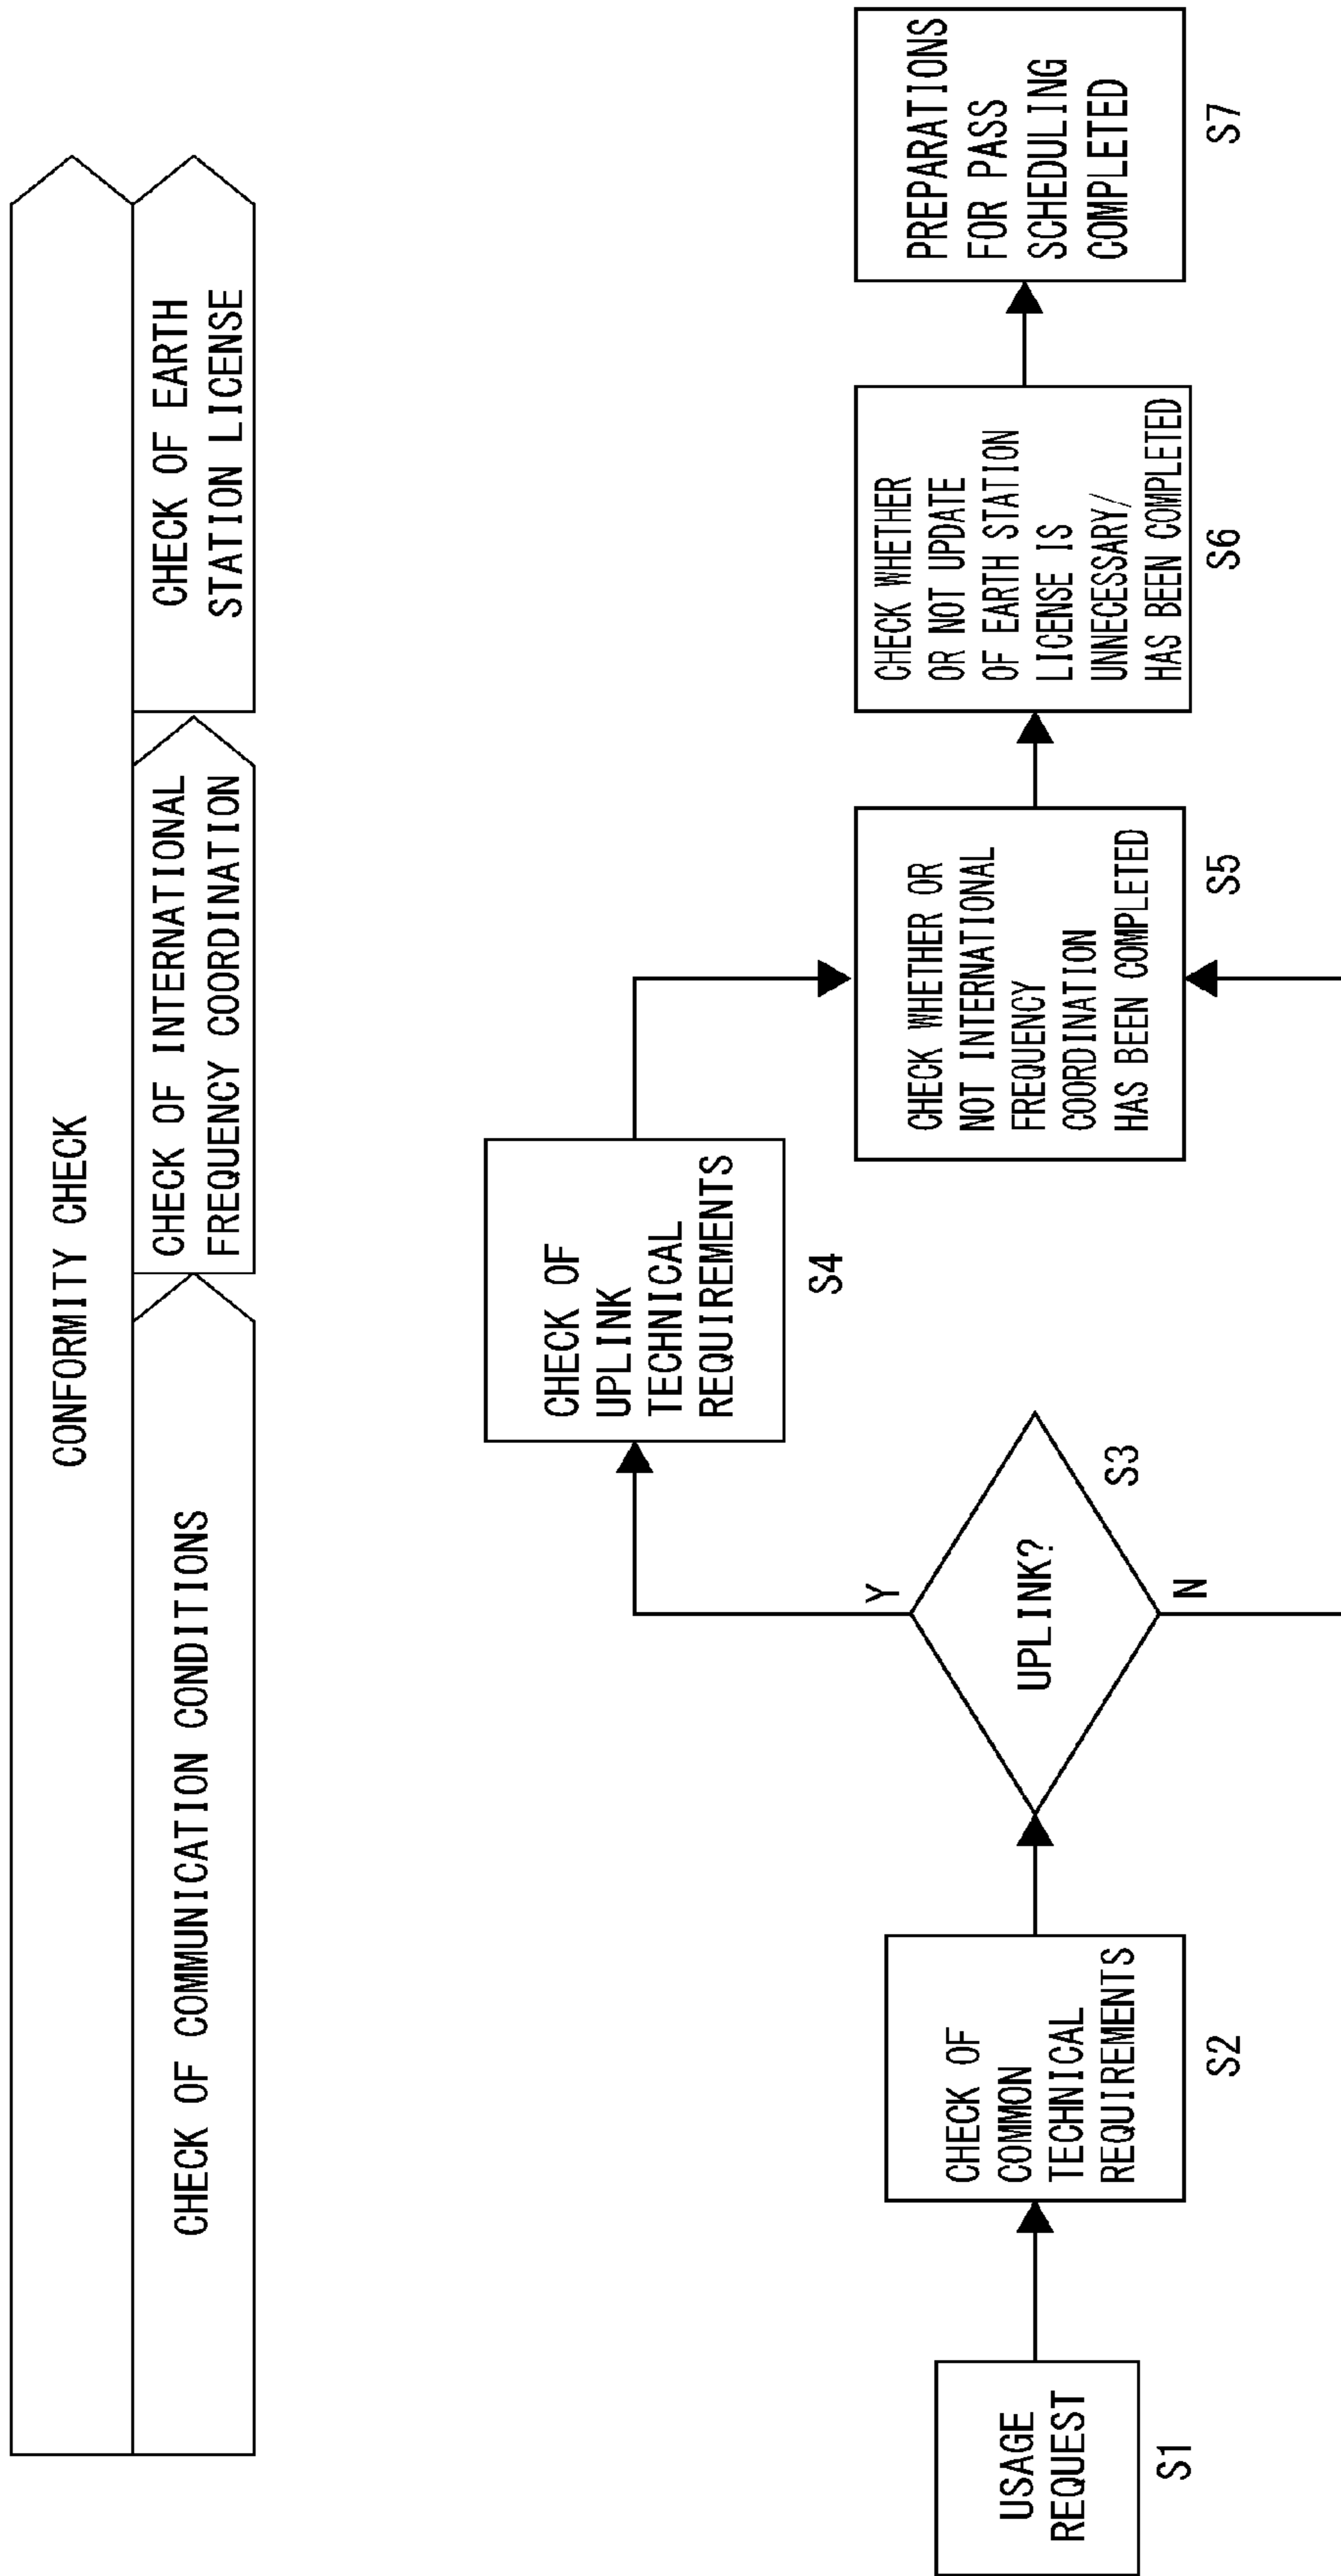 CONFORMITY CHECK
CHECK OF COMMUNICATION CONDITIONS
CHECK OF INTERNATIONAL
FREQUENCY COORDINATION
CHECK OF EARTH
STATION LICENSE
USAGE
REQUEST
S1
CHECK OF
COMMON
TECHNICAL
REQUIREMENTS
S2
UPLINK?
S3
Y
N
CHECK OF
UPLINK
TECHNICAL
REQUIREMENTS
S4
CHECK WHETHER OR
NOT INTERNATIONAL
FREQUENCY
COORDINATION
HAS BEEN COMPLETED
S5
CHECK WHETHER
OR NOT UPDATE
OF EARTH STATION
LICENSE IS
UNNECESSARY/
HAS BEEN COMPLETED
S6
PREPARATIONS
FOR PASS
SCHEDULING
COMPLETED
S7